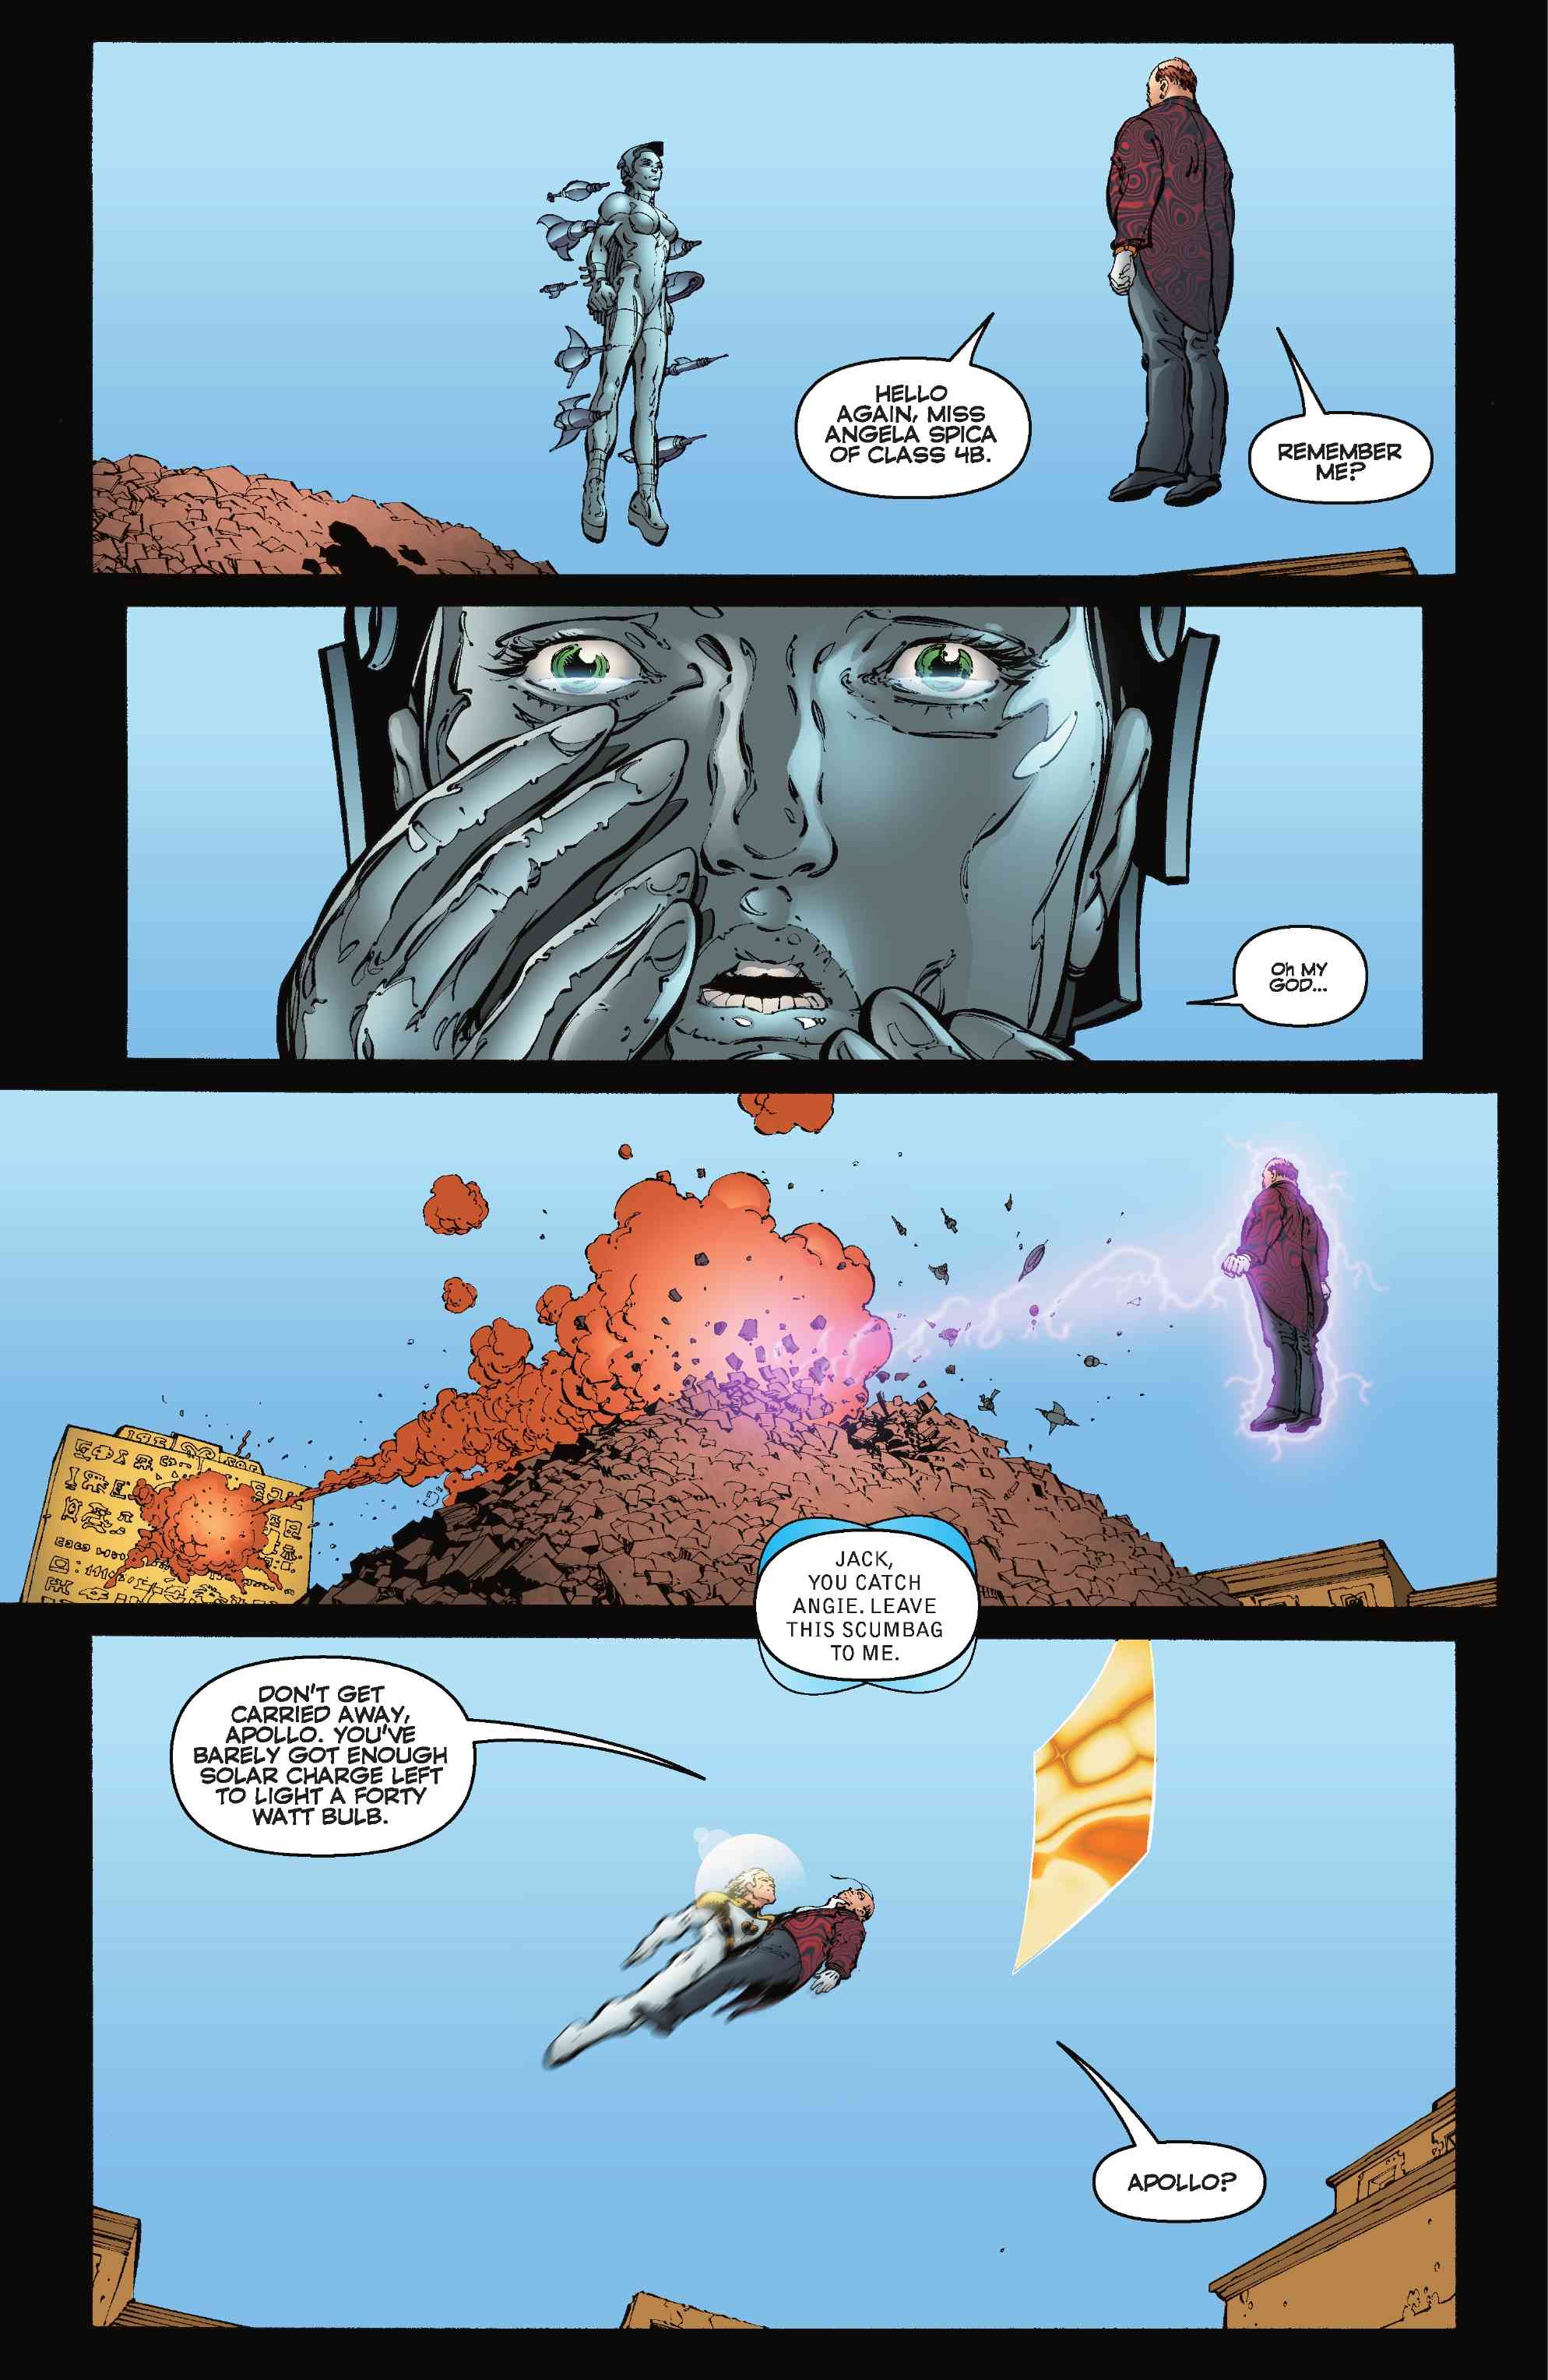 HELLO
AGAIN, MISS
ANGELA SPICA
OF CLASS 4B.
REMEMBER
ME?
Oh MY
GOD...
JACK,
YOU CATCH
ANGIE. LEAVE
THIS SCUMBAG
TO ME.
DON'T GET
CARRIED AWAY,
APOLLO. YOU'VE
BARELY GOT ENOUGH
SOLAR CHARGE LEFT
TO LIGHT A FORTY
WATT BULB.
APOLLO?